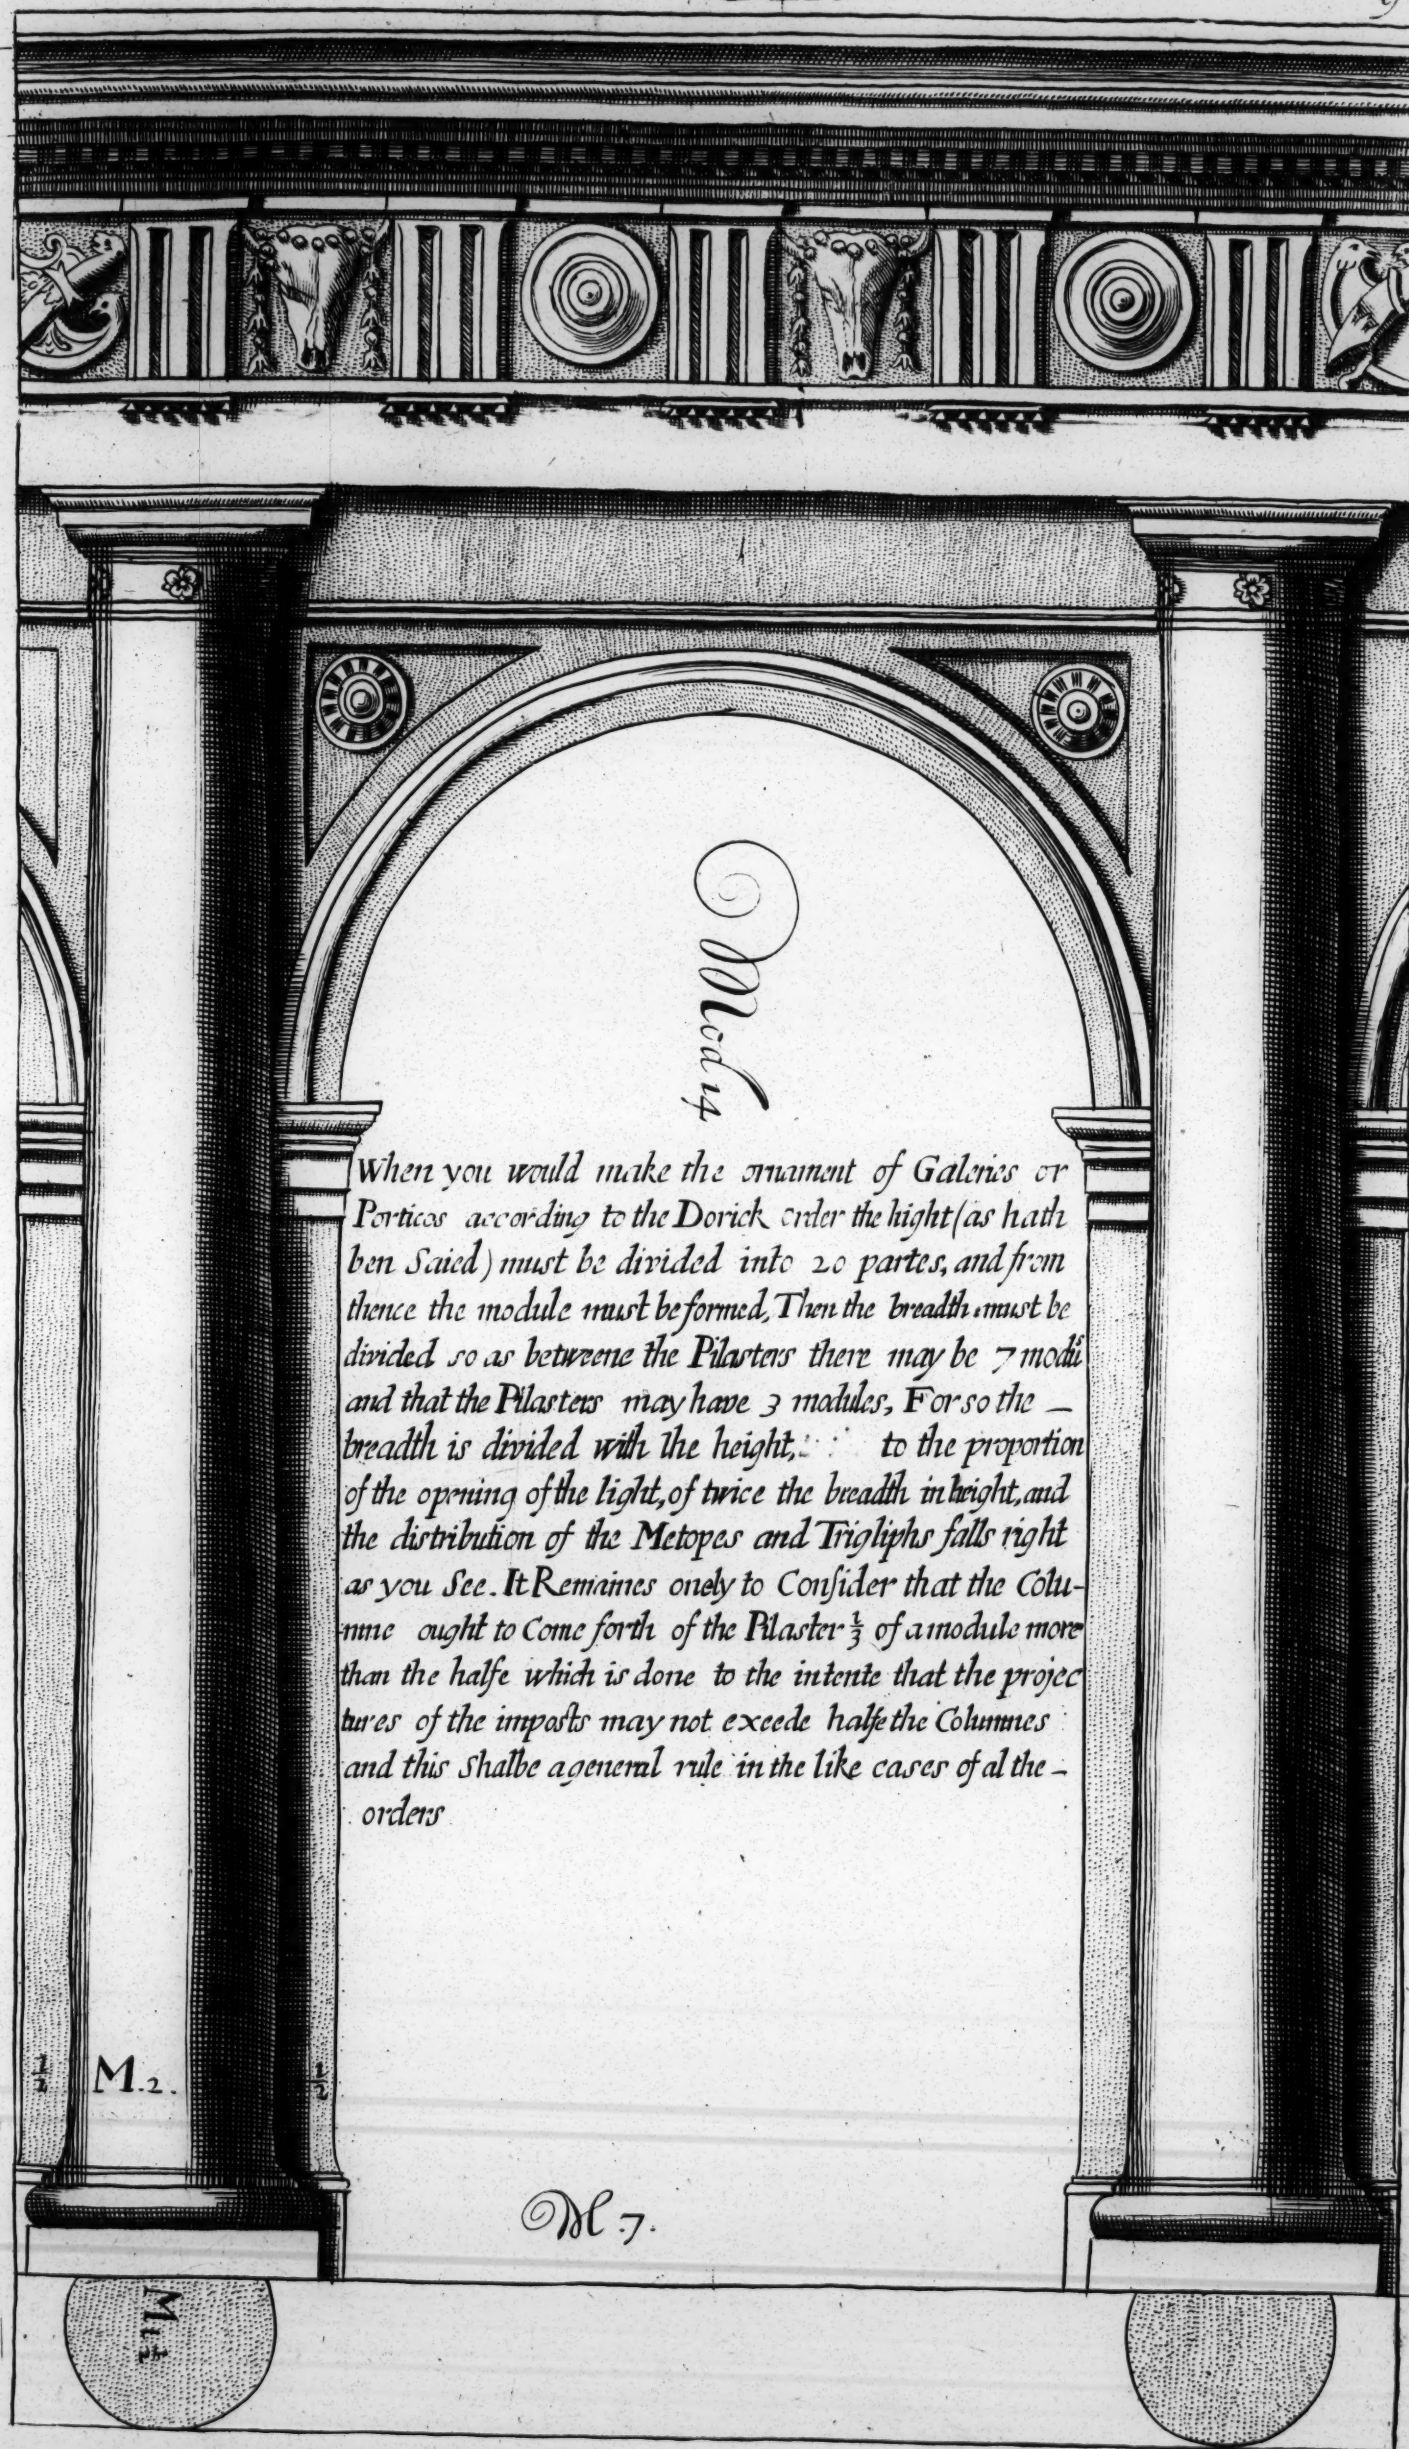 9
Mod 14
When you would make the ornament of Galeries or
Porticos according to the Dorick order the hight (as hath
ben Saied) must be divided into 20 partes, and from
thence the module must be formed, Then the breadth must be
divided so as betweene the Pilasters there may be 7 modüs
and that the Pilasters may have 3 modules, For so the —
breadth is divided with the height, to the proportion
of the opening of the light, of twice the breadth in height, and
the distribution of the Metopes and Trigliphs falls right
as you See. It Remaines onely to Consider that the Colu-
mne ought to Come forth of the Pilaster ⅓ of a module more
than the halfe which is done to the intente that the projec
tures of the imposts may not exeede halfe the Columnes
and this Shalbe a general rule in the like cases of al the —
orders
½ M.2. ½
M.7.
M 1½